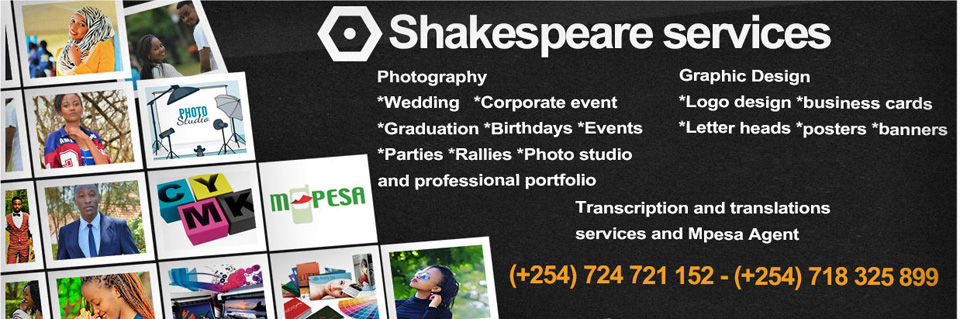 Shakespeare services
Photography
*Wedding *Corporate event
*Graduation *Birthdays *Events
*Parties *Rallies *Photo studio
and professional portfolio
Graphic Design
*Logo design *business cards
*Letter heads *posters *banners
Transcription and translations
services and Mpesa Agent
(+254) 724 721 152 - (+254) 718 325 899
PHOTO
Studio
C Y
M K
M PESA